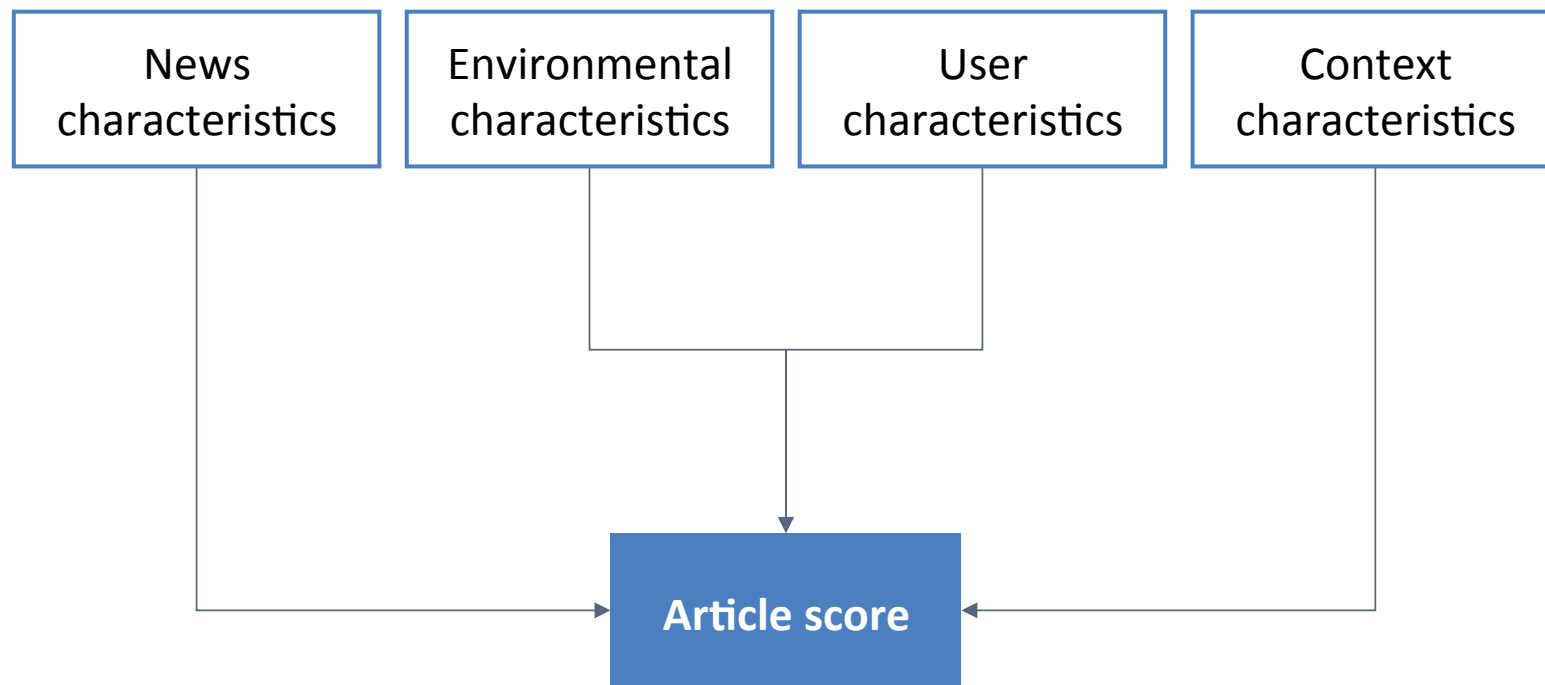 News
characteristics
Environmental
characteristics
User
characteristics
Context
characteristics
Article score